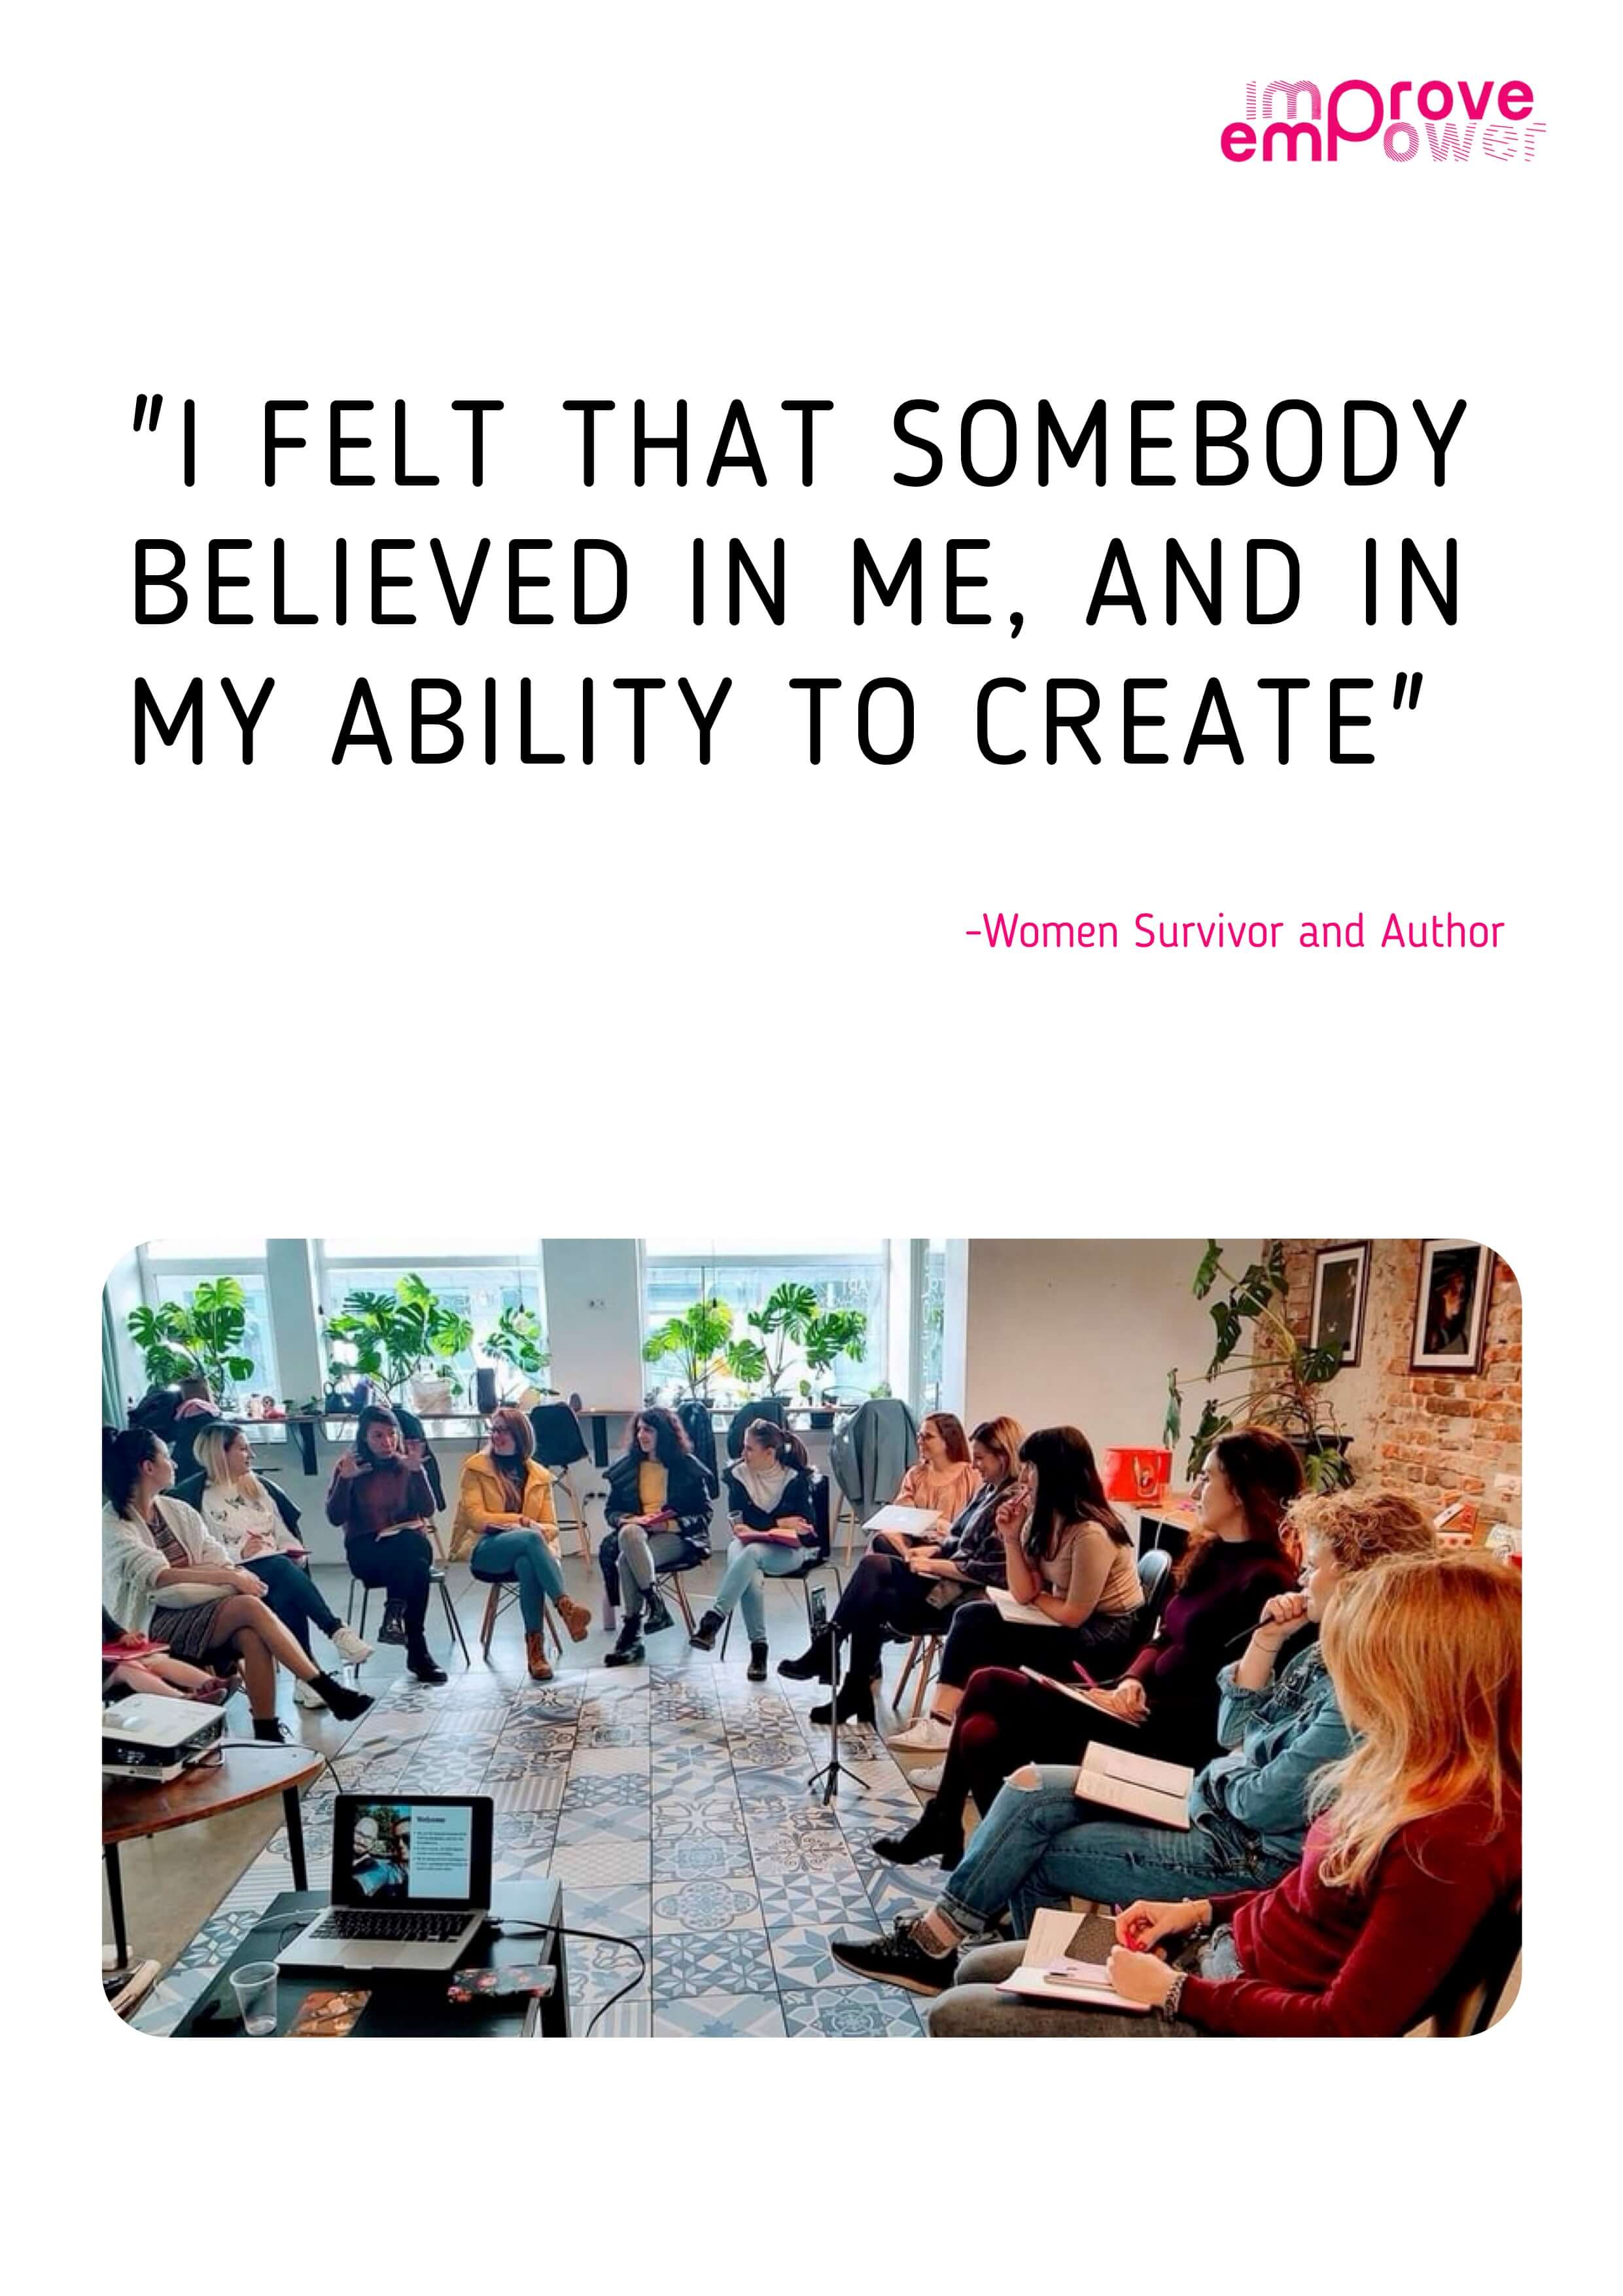 improve
empower
"I FELT THAT SOMEBODY
BELIEVED IN ME, AND IN
MY ABILITY TO CREATE"
-Women Survivor and Author
Welcome